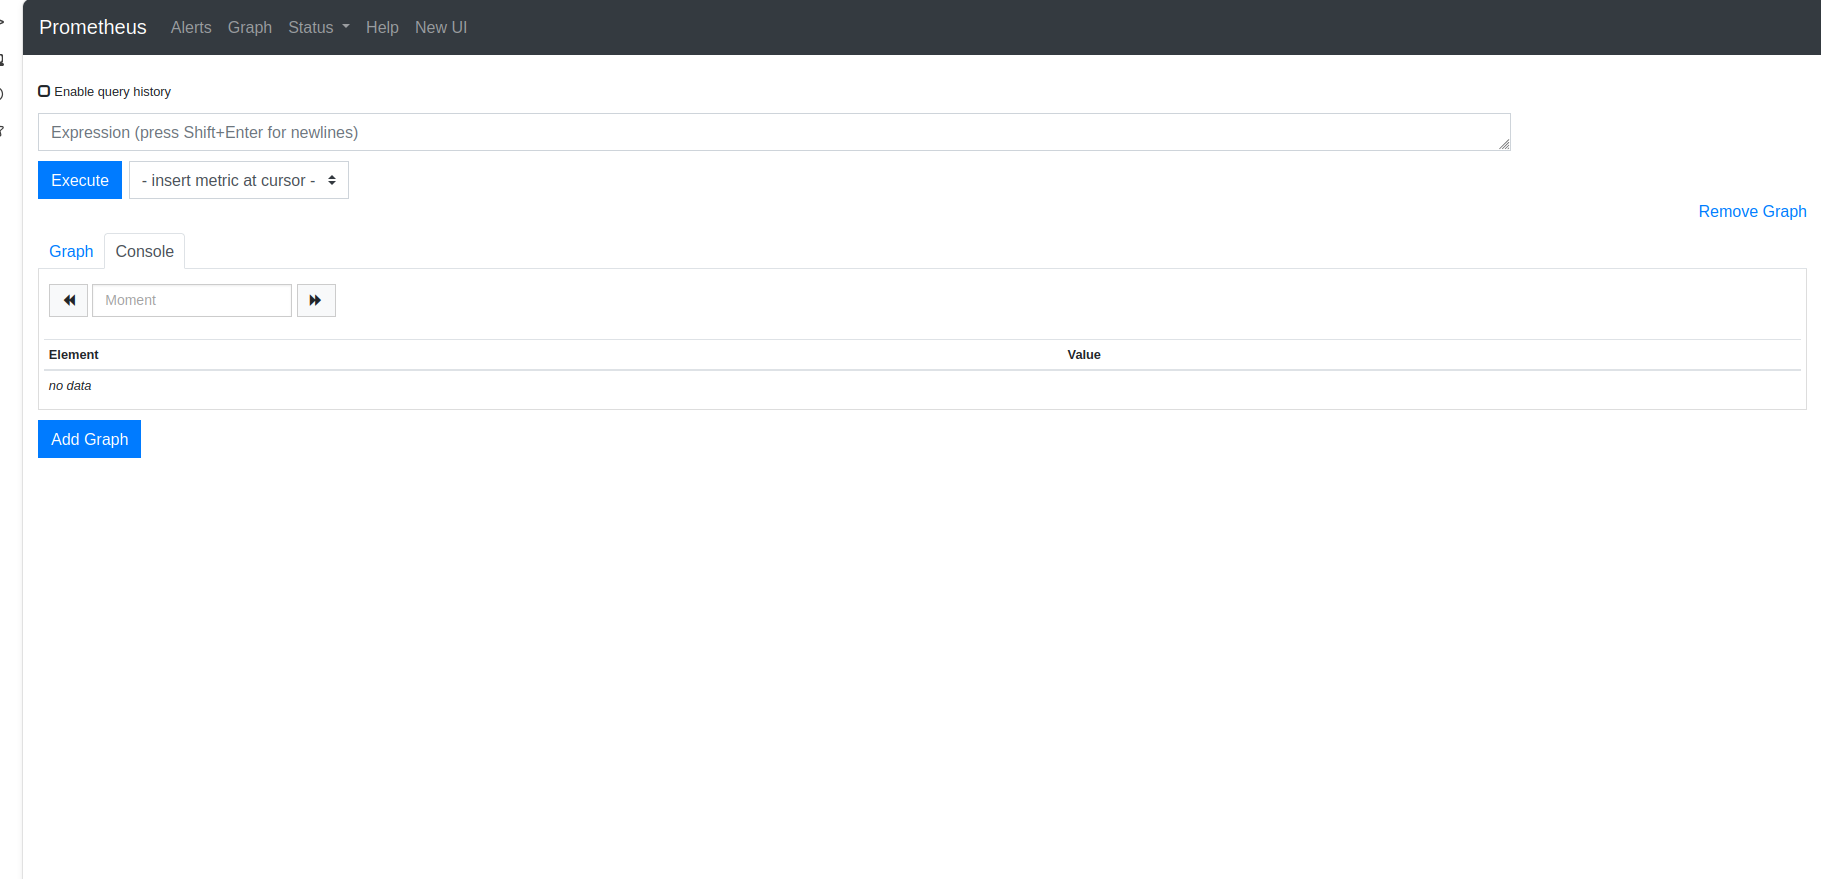 Prometheus Alerts Graph Status Help New UI
Enable query history
Expression (press Shift+Enter for newlines)
Execute - insert metric at cursor -
Remove Graph
Graph Console
Moment
Element Value
no data
Add Graph